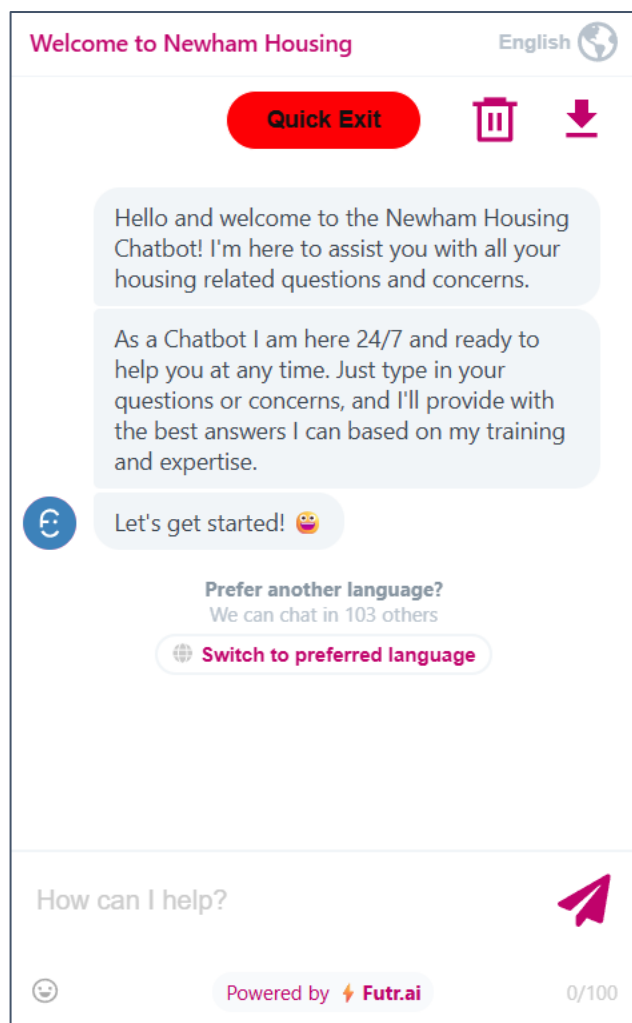 Welcome to Newham Housing
English
Quick Exit
Hello and welcome to the Newham Housing
Chatbot! I'm here to assist you with all your
housing related questions and concerns.
As a Chatbot I am here 24/7 and ready to
help you at any time. Just type in your
questions or concerns, and I'll provide with
the best answers I can based on my training
and expertise.
Let's get started! 😀
Prefer another language?
We can chat in 103 others
Switch to preferred language
How can I help?
Powered by ⚡ Futr.ai
0/100